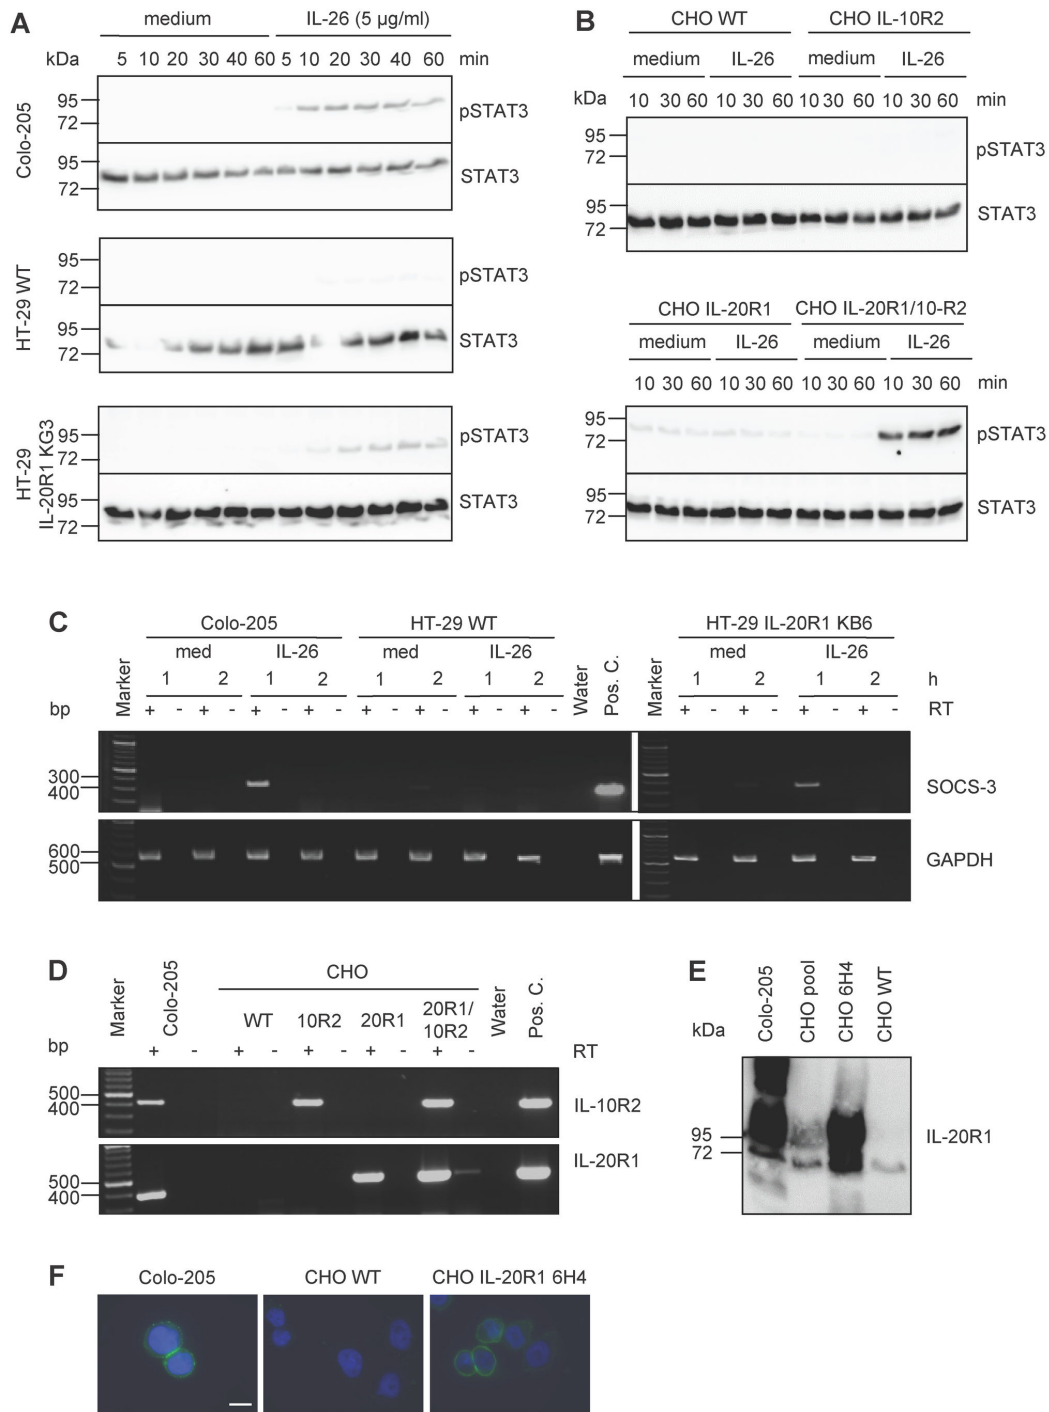 A
medium IL-26 (5 µg/ml)
kDa 5 10 20 30 40 60 5 10 20 30 40 60 min
Colo-205
95
72
pSTAT3
95
72
STAT3
HT-29 WT
95
72
pSTAT3
95
72
STAT3
HT-29
IL-20R1 KG3
95
72
pSTAT3
95
72
STAT3
B
CHO WT CHO IL-10R2
medium IL-26 medium IL-26
kDa 10 30 60 10 30 60 10 30 60 10 30 60 min
95
72
pSTAT3
95
72
STAT3
CHO IL-20R1 CHO IL-20R1/10-R2
medium IL-26 medium IL-26
10 30 60 10 30 60 10 30 60 10 30 60 min
95
72
pSTAT3
95
72
STAT3
C
Colo-205 HT-29 WT HT-29 IL-20R1 KB6
med IL-26 med IL-26 med IL-26
Marker 1 2 1 2 1 2 1 2 Water Pos. C. Marker 1 2 1 2 h
bp + - + - + - + - + - + - + - + - + - + - + - + - RT
300
400
SOCS-3
600
500
GAPDH
D
CHO
Marker Colo-205 WT 10R2 20R1 20R1/
10R2 Water Pos. C.
bp + - + - + - + - + - RT
500
400
IL-10R2
IL-20R1
500
400
E
kDa Colo-205 CHO pool CHO 6H4 CHO WT
95
72
IL-20R1
F
Colo-205 CHO WT CHO IL-20R1 6H4